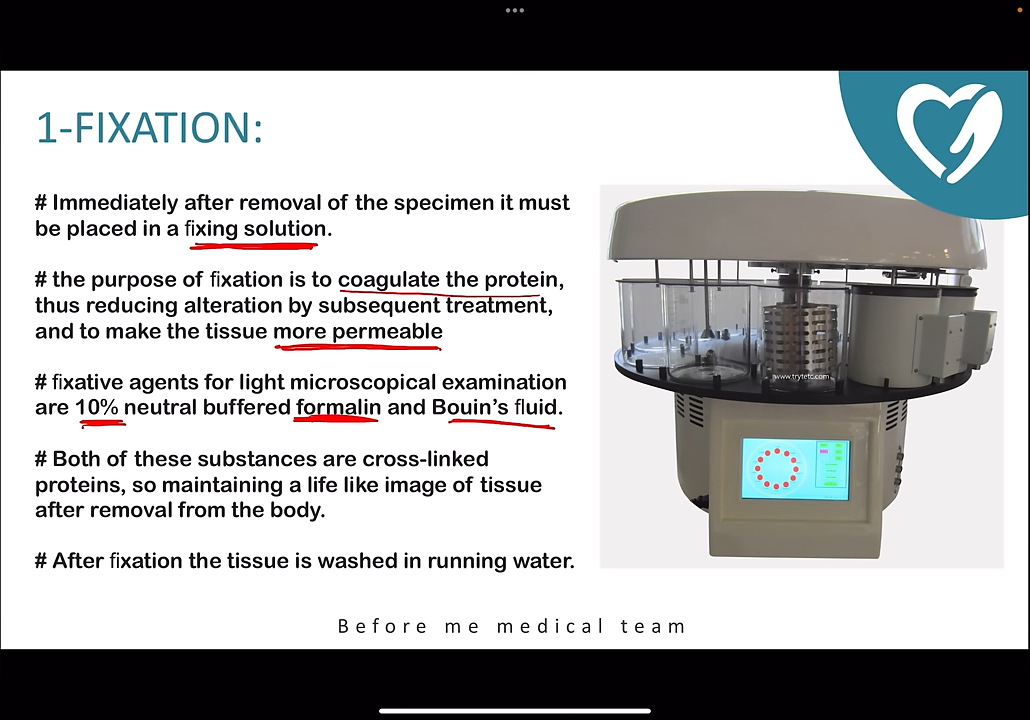 1-FIXATION:
# Immediately after removal of the specimen it must
be placed in a fixing solution.
# the purpose of fixation is to coagulate the protein,
thus reducing alteration by subsequent treatment,
and to make the tissue more permeable
# fixative agents for light microscopical examination
are 10% neutral buffered formalin and Bouin’s fluid.
# Both of these substances are cross-linked
proteins, so maintaining a life like image of tissue
after removal from the body.
# After fixation the tissue is washed in running water.
www.trytetc.com
Before me medical team